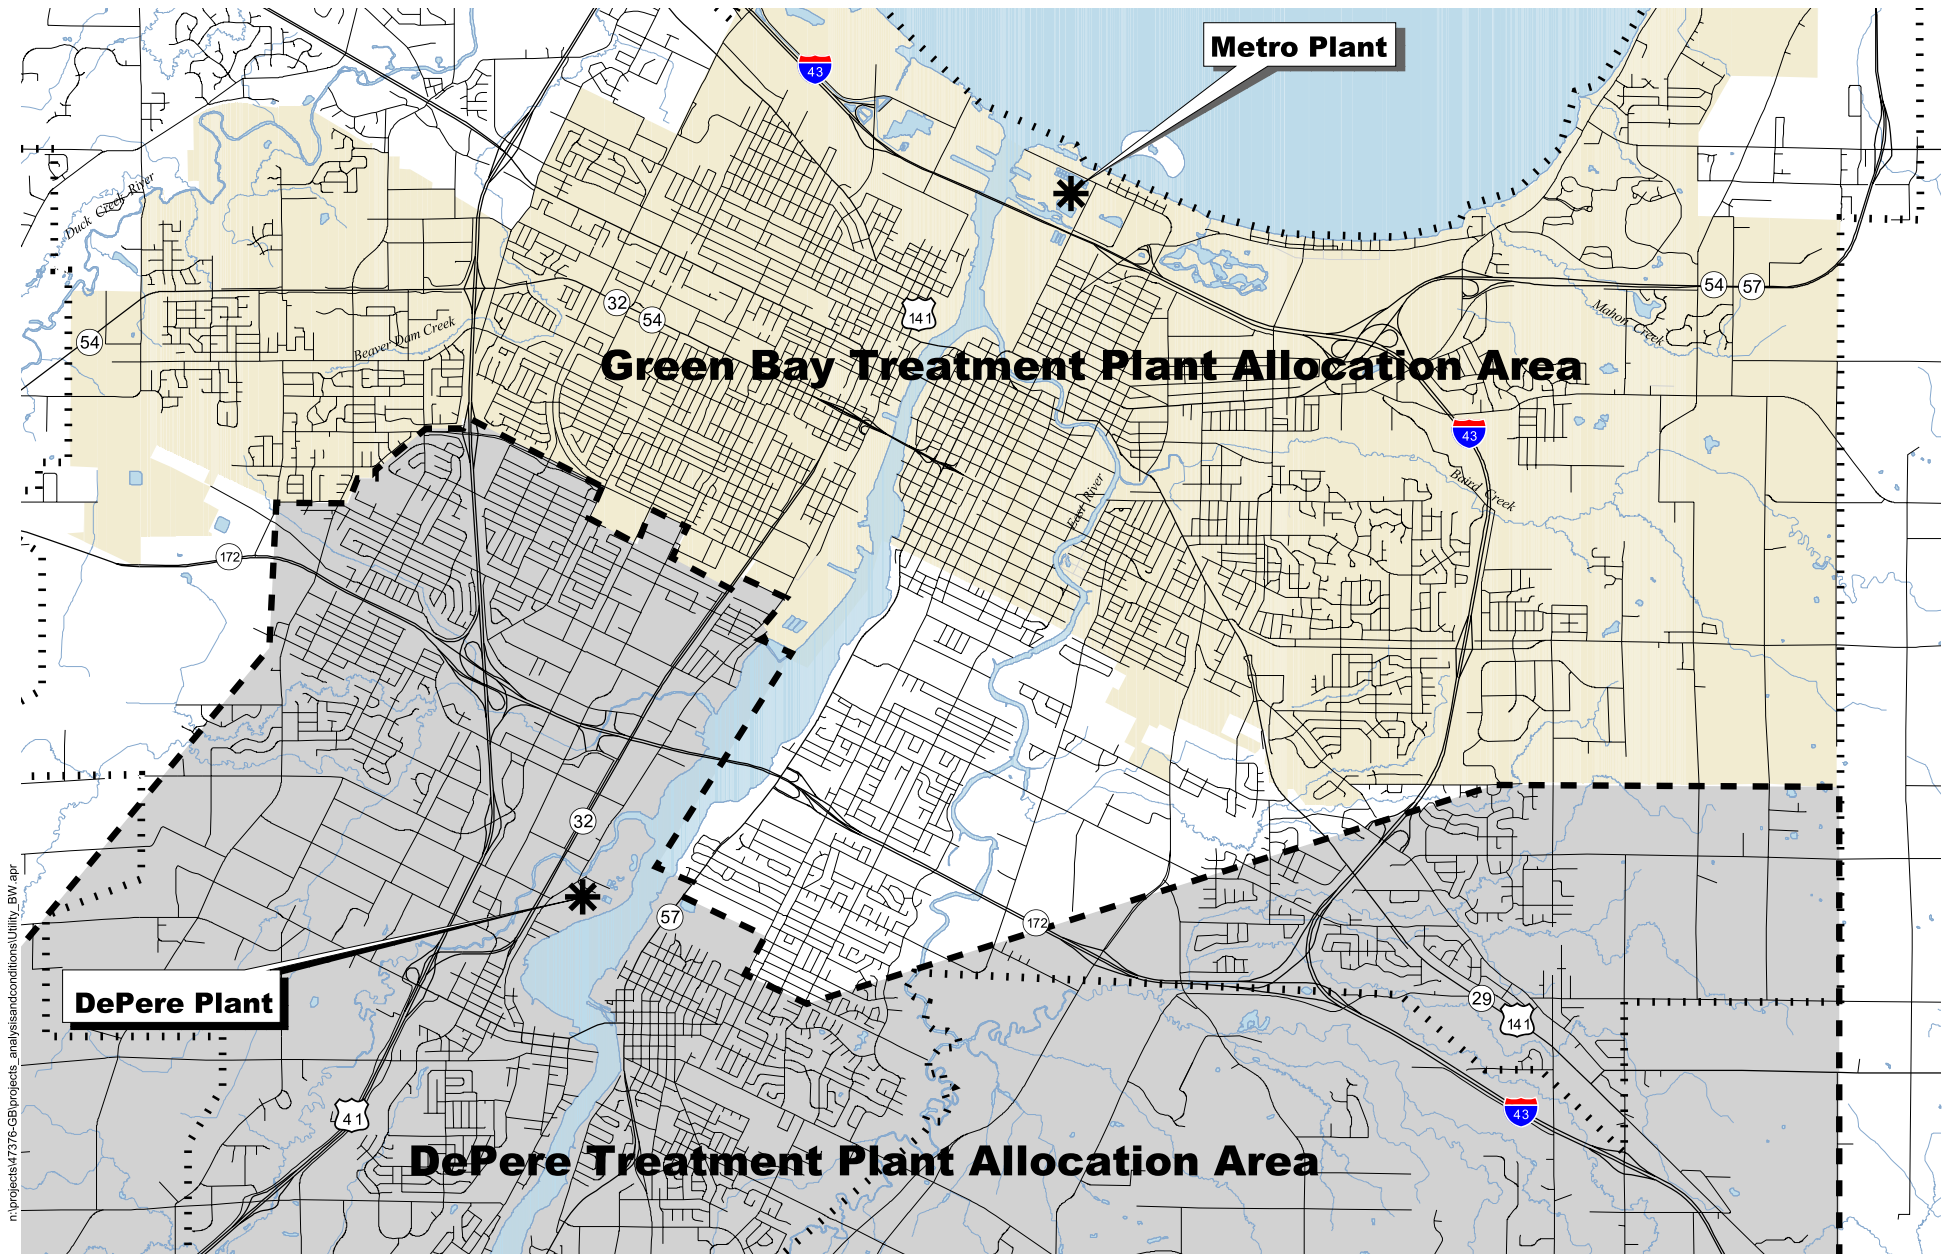 Metro Plant
43
Duck Creek River
32
54
141
54
57
Mahon Creek
54
Beaver Dam Creek
Green Bay Treatment Plant Allocation Area
43
Baird Creek
East River
172
32
57
172
DePere Plant
29
141
41
43
DePere Treatment Plant Allocation Area
n:\projects\47376-GB\projects_analysisandconditions\Utility_BW.apr